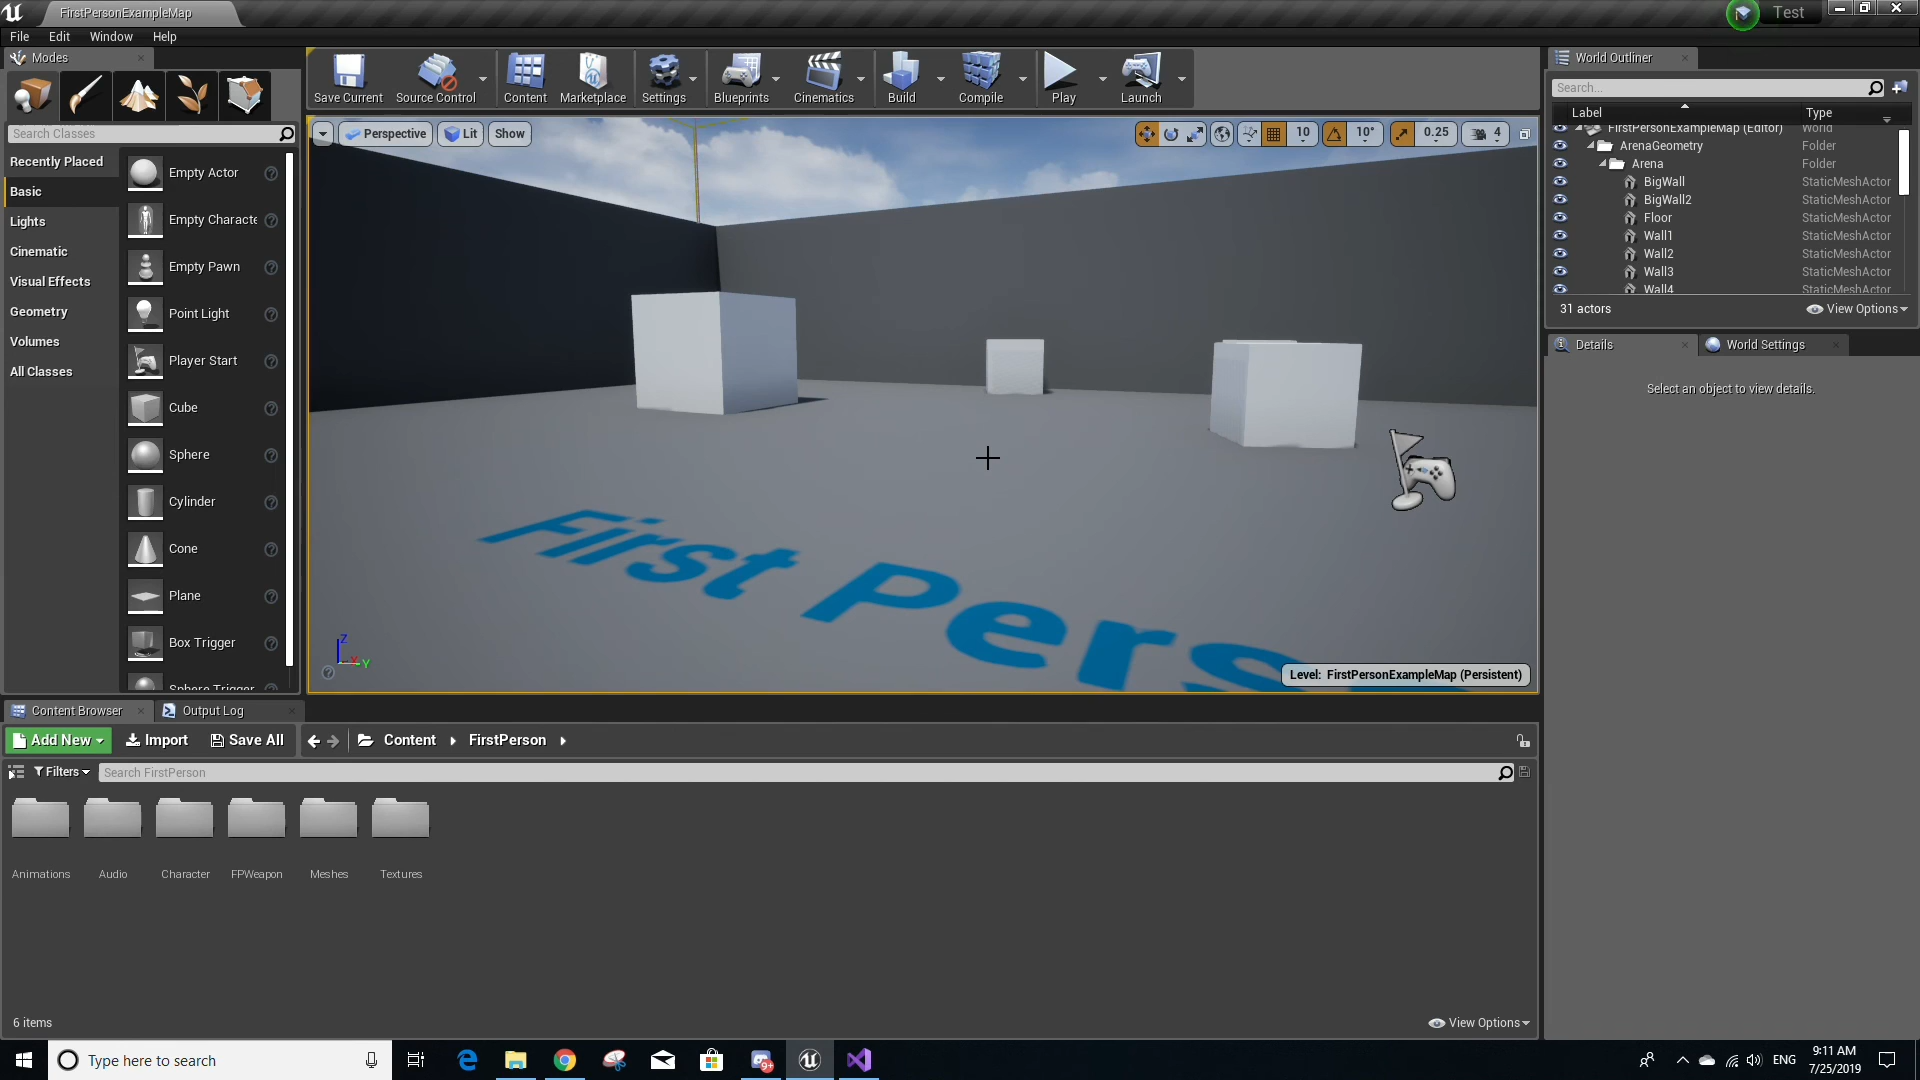 FirstPersonExampleMap
Test
File Edit Window Help
Modes
Save Current
Source Control
Content
Marketplace
Settings
Blueprints
Cinematics
Build
Compile
Play
Launch
World Outliner
Search...
Label
Type
Search Classes
Perspective
Lit
Show
10
10°
0.25
4
Recently Placed
Basic
Lights
Cinematic
Visual Effects
Geometry
Volumes
All Classes
Empty Actor
Empty Characte
Empty Pawn
Point Light
Player Start
Cube
Sphere
Cylinder
Cone
Plane
Box Trigger
Sphere Trigger
FirstPersonExampleMap (Editor) World
ArenaGeometry Folder
Arena Folder
BigWall StaticMeshActor
BigWall2 StaticMeshActor
Floor StaticMeshActor
Wall1 StaticMeshActor
Wall2 StaticMeshActor
Wall3 StaticMeshActor
Wall4 StaticMeshActor
31 actors
View Options
Details
World Settings
Select an object to view details.
First Pers
Z
X
Y
Level: FirstPersonExampleMap (Persistent)
Content Browser
Output Log
Add New
Import
Save All
Content
FirstPerson
Filters
Search FirstPerson
Animations
Audio
Character
FPWeapon
Meshes
Textures
6 items
View Options
Type here to search
9+
ENG
9:11 AM
7/25/2019